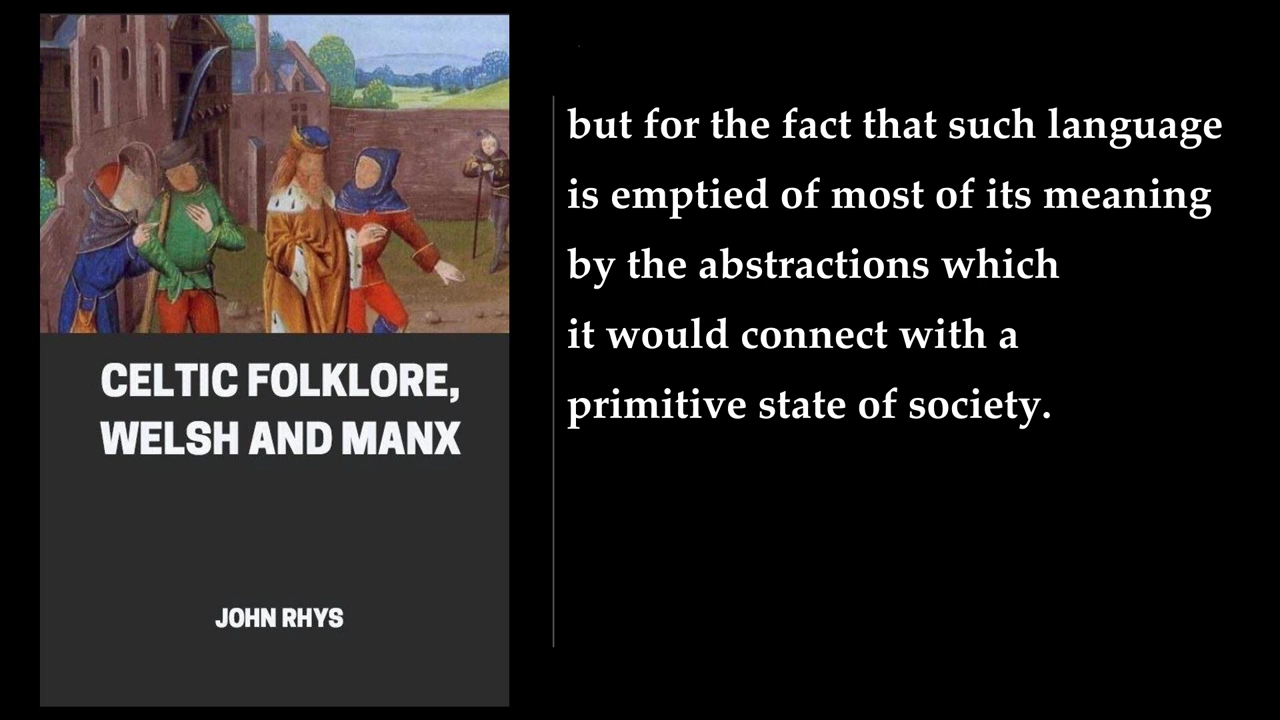 CELTIC FOLKLORE,
WELSH AND MANX
JOHN RHYS
but for the fact that such language
is emptied of most of its meaning
by the abstractions which
it would connect with a
primitive state of society.